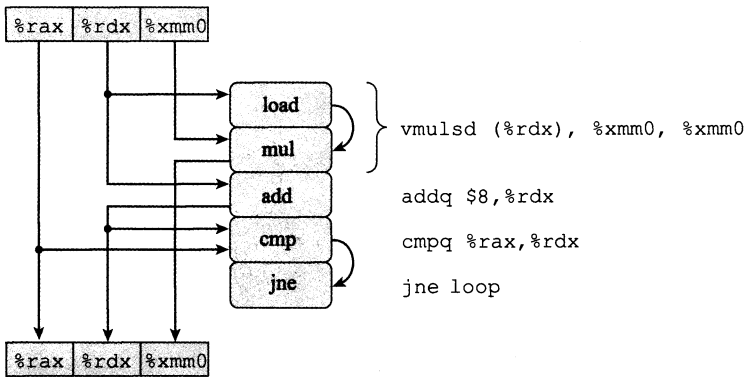 %rax %rdx %xmm0
load
mul
vmulsd (%rdx), %xmm0, %xmm0
add
addq $8,%rdx
cmp
cmpq %rax,%rdx
jne
jne loop
%rax %rdx %xmm0